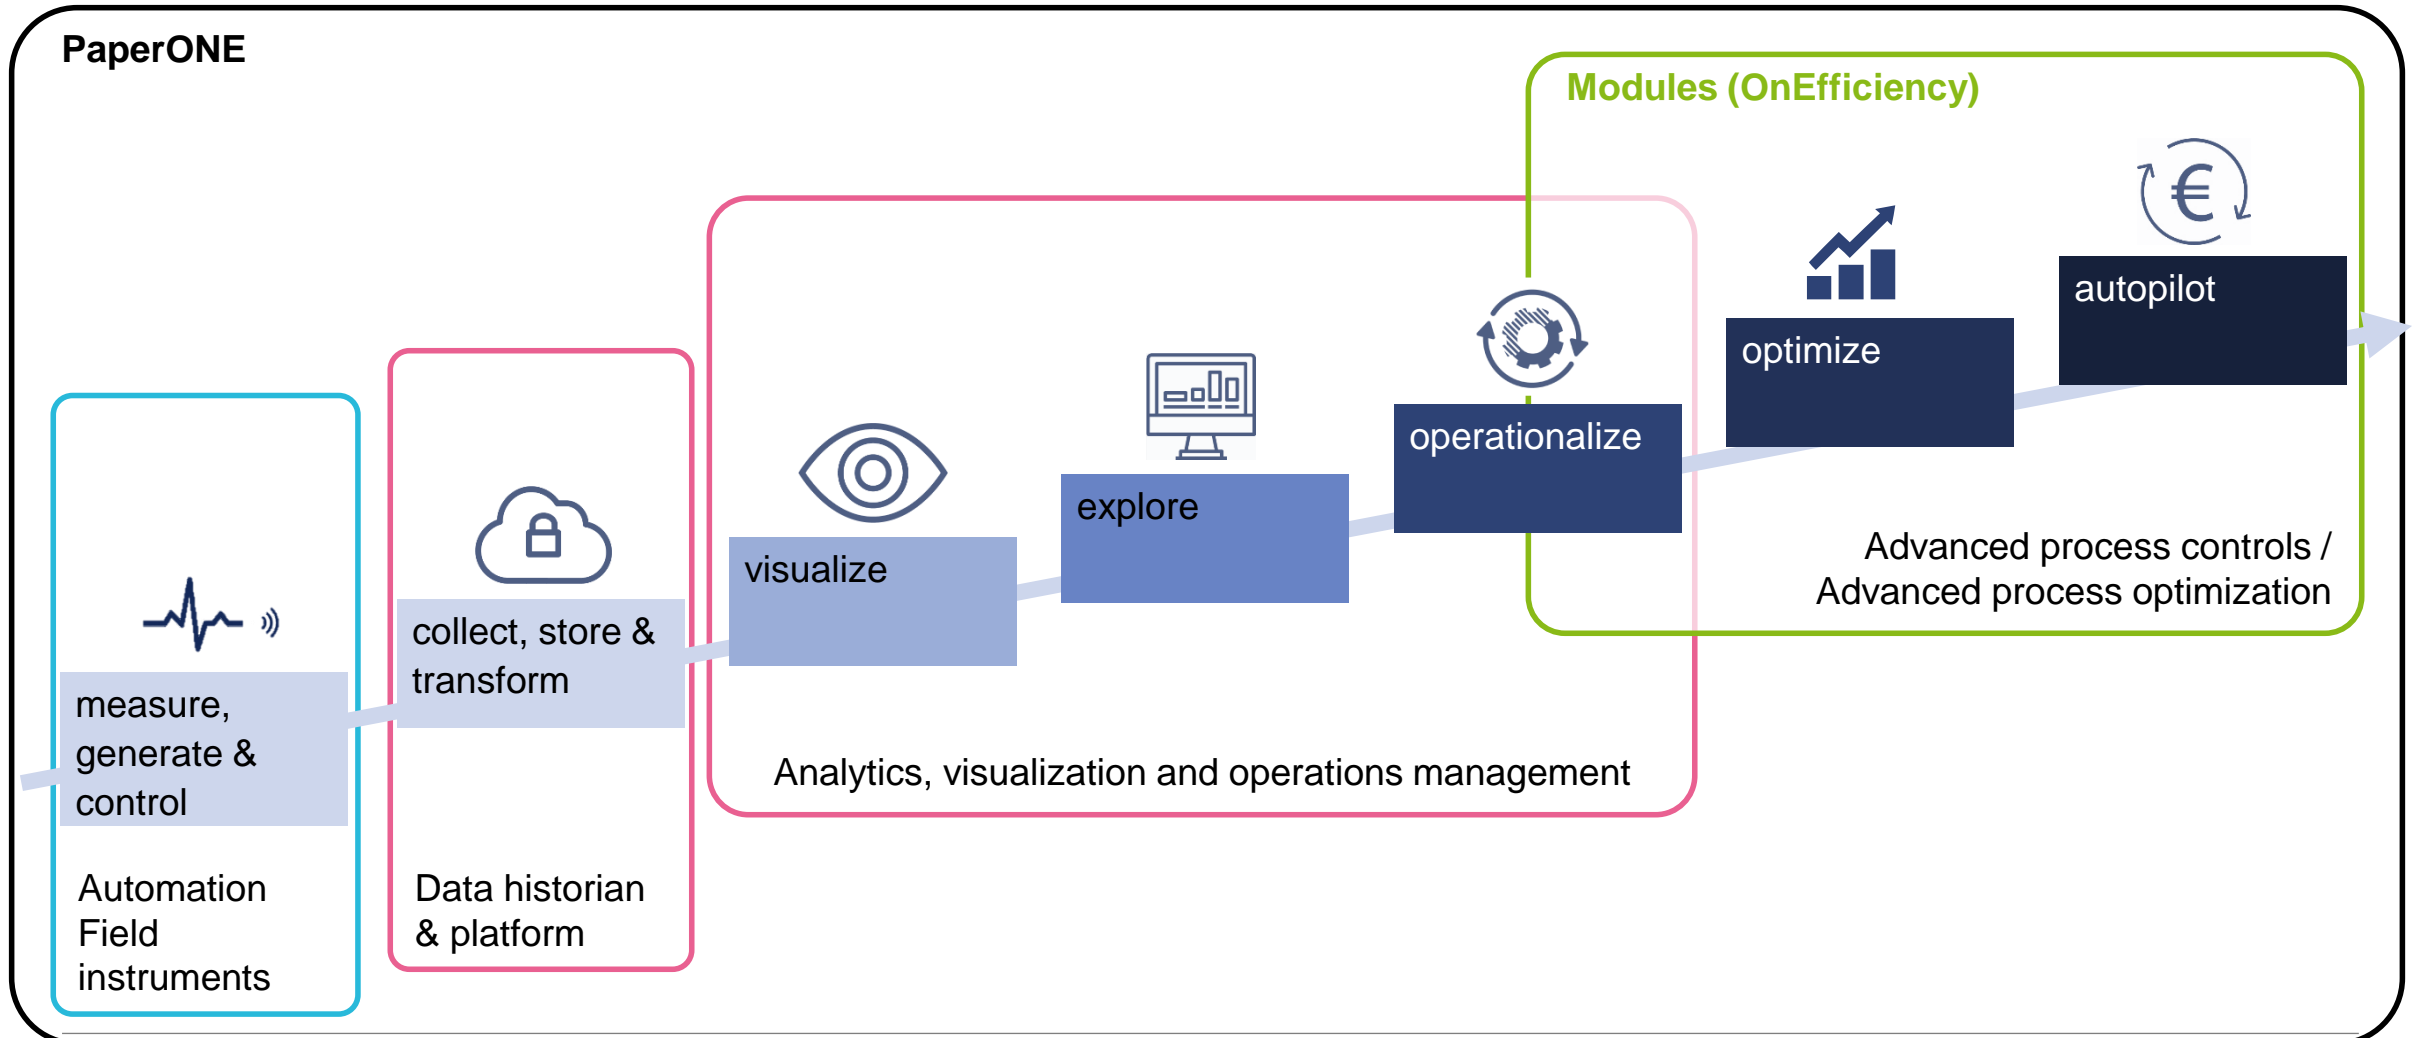 PaperONE
Modules (OnEfficiency)
€
autopilot
optimize
operationalize
explore
visualize
collect, store &
transform
measure,
generate &
control
Advanced process controls /
Advanced process optimization
Analytics, visualization and operations management
Data historian
& platform
Automation
Field
instruments